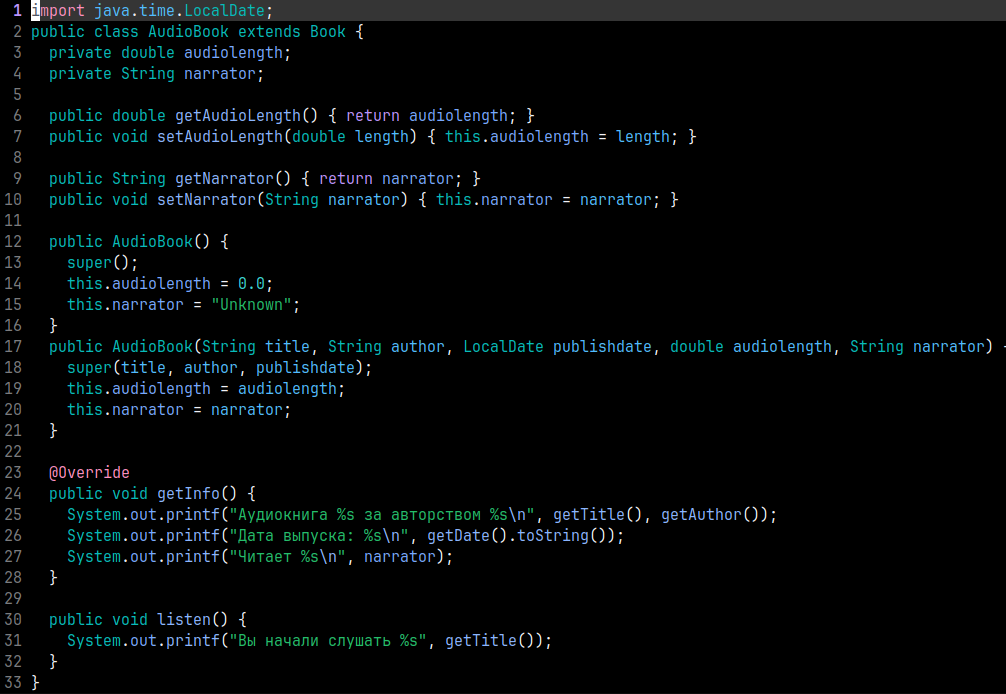 1 import java.time.LocalDate;
2 public class AudioBook extends Book {
3   private double audiolength;
4   private String narrator;
5
6   public double getAudioLength() { return audiolength; }
7   public void setAudioLength(double length) { this.audiolength = length; }
8
9   public String getNarrator() { return narrator; }
10   public void setNarrator(String narrator) { this.narrator = narrator; }
11
12   public AudioBook() {
13     super();
14     this.audiolength = 0.0;
15     this.narrator = "Unknown";
16   }
17   public AudioBook(String title, String author, LocalDate publishdate, double audiolength, String narrator) {
18     super(title, author, publishdate);
19     this.audiolength = audiolength;
20     this.narrator = narrator;
21   }
22
23   @Override
24   public void getInfo() {
25     System.out.printf("Аудиокнига %s за авторством %s\n", getTitle(), getAuthor());
26     System.out.printf("Дата выпуска: %s\n", getDate().toString());
27     System.out.printf("Читает %s\n", narrator);
28   }
29
30   public void listen() {
31     System.out.printf("Вы начали слушать %s", getTitle());
32   }
33 }